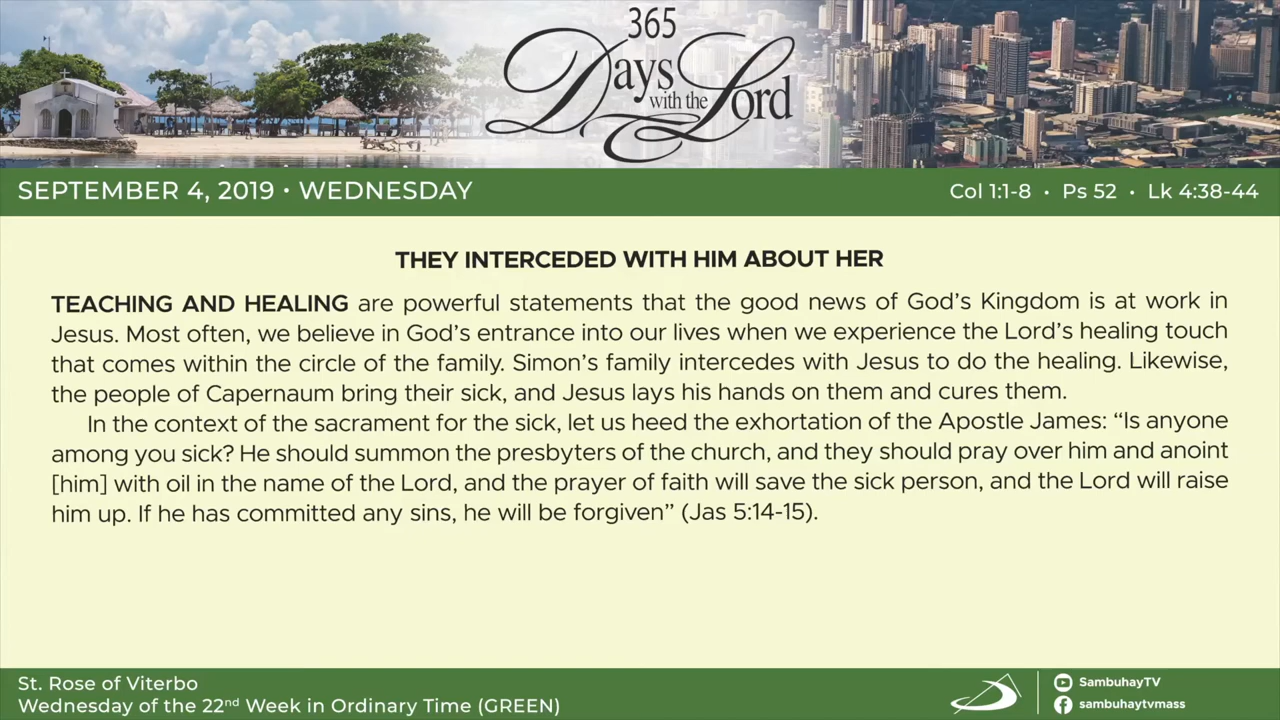 365
Days
with the
Lord
SEPTEMBER 4, 2019 • WEDNESDAY
Col 1:1-8 • Ps 52 • Lk 4:38-44
THEY INTERCEDED WITH HIM ABOUT HER
TEACHING AND HEALING are powerful statements that the good news of God’s Kingdom is at work in
Jesus. Most often, we believe in God’s entrance into our lives when we experience the Lord’s healing touch
that comes within the circle of the family. Simon’s family intercedes with Jesus to do the healing. Likewise,
the people of Capernaum bring their sick, and Jesus lays his hands on them and cures them.
In the context of the sacrament for the sick, let us heed the exhortation of the Apostle James: “Is anyone
among you sick? He should summon the presbyters of the church, and they should pray over him and anoint
[him] with oil in the name of the Lord, and the prayer of faith will save the sick person, and the Lord will raise
him up. If he has committed any sins, he will be forgiven” (Jas 5:14-15).
St. Rose of Viterbo
Wednesday of the 22nd Week in Ordinary Time (GREEN)
SambuhayTV
sambuhaytvmass